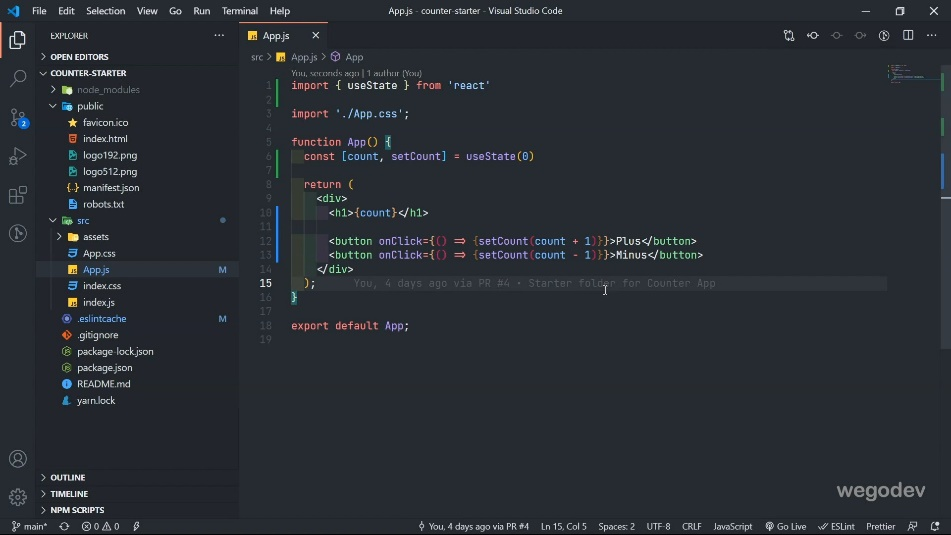 File Edit Selection View Go Run Terminal Help
App.js - counter-starter - Visual Studio Code
EXPLORER
OPEN EDITORS
COUNTER-STARTER
node_modules
public
favicon.ico
index.html
logo192.png
logo512.png
manifest.json
robots.txt
src
assets
App.css
App.js M
index.css
index.js
.eslintcache M
.gitignore
package-lock.json
package.json
README.md
yarn.lock
OUTLINE
TIMELINE
NPM SCRIPTS
2
App.js
src > App.js > App
You, seconds ago | 1 author (You)
1 import { useState } from 'react'
2
3 import './App.css';
4
5 function App() {
6 const [count, setCount] = useState(0)
7
8 return (
9 <div>
10 <h1>{count}</h1>
11
12 <button onClick={() => {setCount(count + 1)}}>Plus</button>
13 <button onClick={() => {setCount(count - 1)}}>Minus</button>
14 </div>
15 ); You, 4 days ago via PR #4 • Starter folder for Counter App
16 }
17
18 export default App;
19
wegodev
main* 0 0 You, 4 days ago via PR #4 Ln 15, Col 5 Spaces: 2 UTF-8 CRLF JavaScript Go Live ESLint Prettier